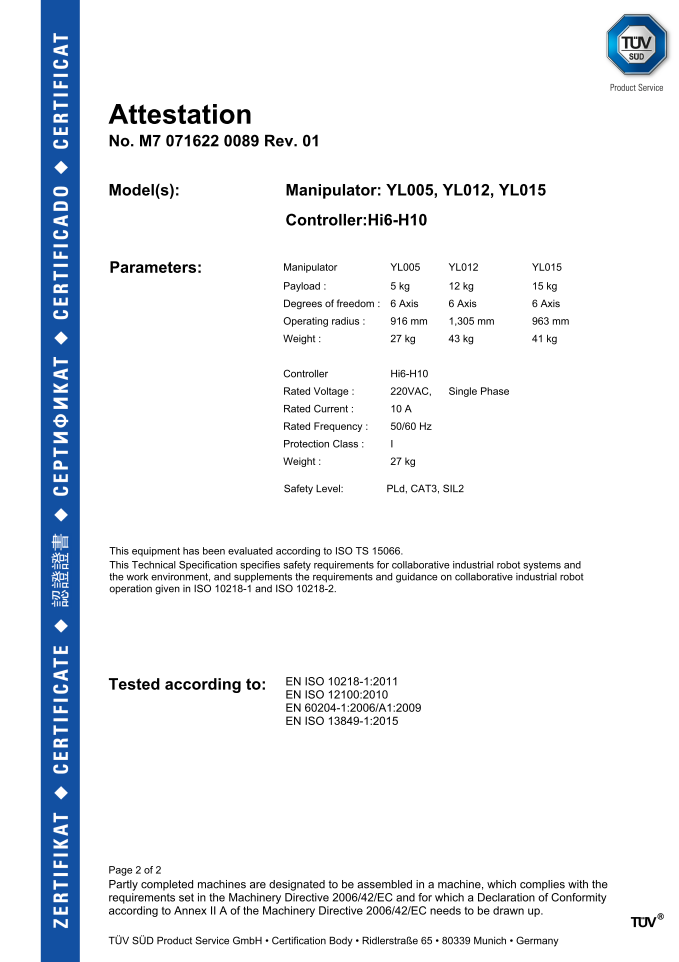 TÜV
SÜD
Product Service
ZERTIFIKAT ◆ CERTIFICATE ◆ 認證證書 ◆ СЕРТИФИКАТ ◆ CERTIFICADO ◆ CERTIFICAT
Attestation
No. M7 071622 0089 Rev. 01
Model(s): Manipulator: YL005, YL012, YL015
Controller:Hi6-H10
Parameters: Manipulator YL005 YL012 YL015
Payload : 5 kg 12 kg 15 kg
Degrees of freedom : 6 Axis 6 Axis 6 Axis
Operating radius : 916 mm 1,305 mm 963 mm
Weight : 27 kg 43 kg 41 kg
Controller Hi6-H10
Rated Voltage : 220VAC, Single Phase
Rated Current : 10 A
Rated Frequency : 50/60 Hz
Protection Class : I
Weight : 27 kg
Safety Level: PLd, CAT3, SIL2
This equipment has been evaluated according to ISO TS 15066.
This Technical Specification specifies safety requirements for collaborative industrial robot systems and
the work environment, and supplements the requirements and guidance on collaborative industrial robot
operation given in ISO 10218-1 and ISO 10218-2.
Tested according to: EN ISO 10218-1:2011
EN ISO 12100:2010
EN 60204-1:2006/A1:2009
EN ISO 13849-1:2015
Page 2 of 2
Partly completed machines are designated to be assembled in a machine, which complies with the
requirements set in the Machinery Directive 2006/42/EC and for which a Declaration of Conformity
according to Annex II A of the Machinery Directive 2006/42/EC needs to be drawn up.
TÜV®
TÜV SÜD Product Service GmbH • Certification Body • Ridlerstraße 65 • 80339 Munich • Germany